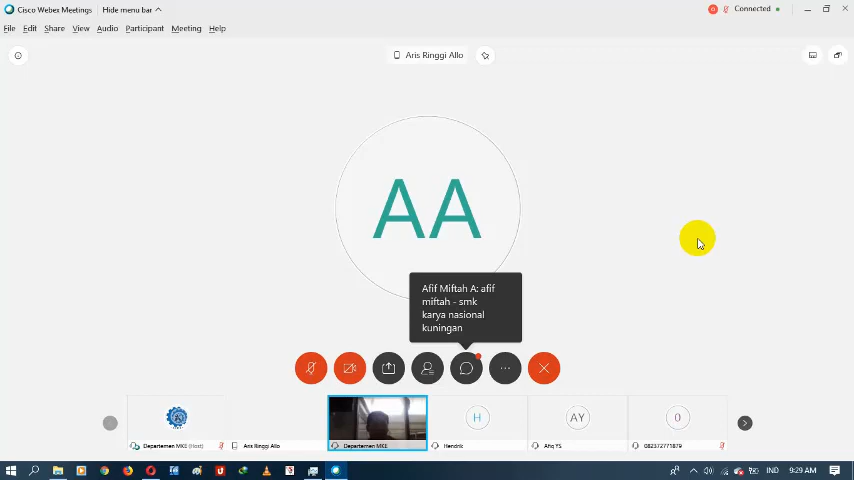 Cisco Webex Meetings
Hide menu bar
Connected
File Edit Share View Audio Participant Meeting Help
Aris Ringgi Allo
AA
Afif Miftah A: afif
miftah - smk
karya nasional
kuningan
H
AY
0
Departemen MKE (Host)
Aris Ringgi Allo
Departemen MKE
Hendrik
Afiq YS
082372771879
IND
9:29 AM